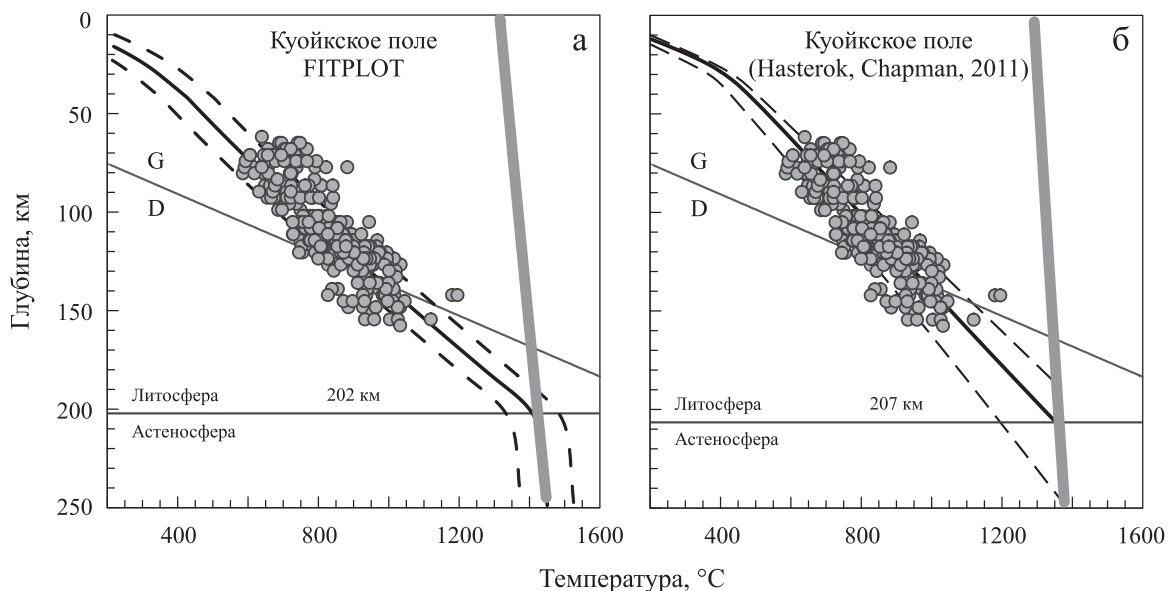 Глубина, км
0
50
100
150
200
250
Куойкское поле
FITPLOT
а
G
D
Литосфера
202 км
Астеносфера
400
800
1200
1600
Куойкское поле
(Hasterok, Chapman, 2011)
б
G
D
Литосфера
207 км
Астеносфера
400
800
1200
1600
Температура, °C